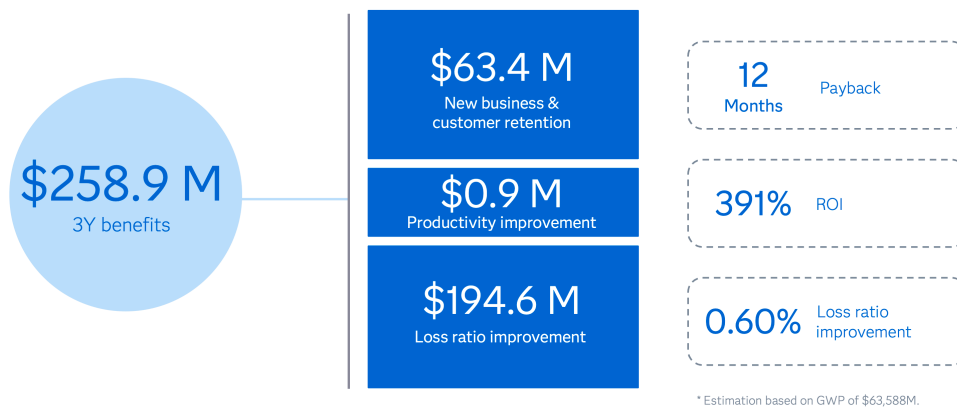 $258.9 M
3Y benefits
$63.4 M
New business &
customer retention
$0.9 M
Productivity improvement
$194.6 M
Loss ratio improvement
12
Months
Payback
391%
ROI
0.60%
Loss ratio
improvement
* Estimation based on GWP of $63,588M.